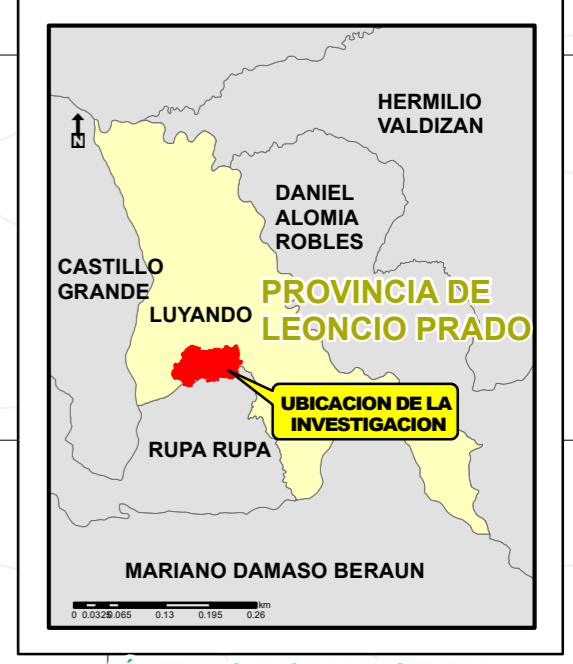 HERMILIO
VALDIZAN
N
DANIEL
ALOMIA
ROBLES
CASTILLO
GRANDE
PROVINCIA DE
LEONCIO PRADO
LUYANDO
UBICACION DE LA
INVESTIGACION
RUPA RUPA
MARIANO DAMASO BERAUN
km
0 0.0325 0.065 0.13 0.195 0.26